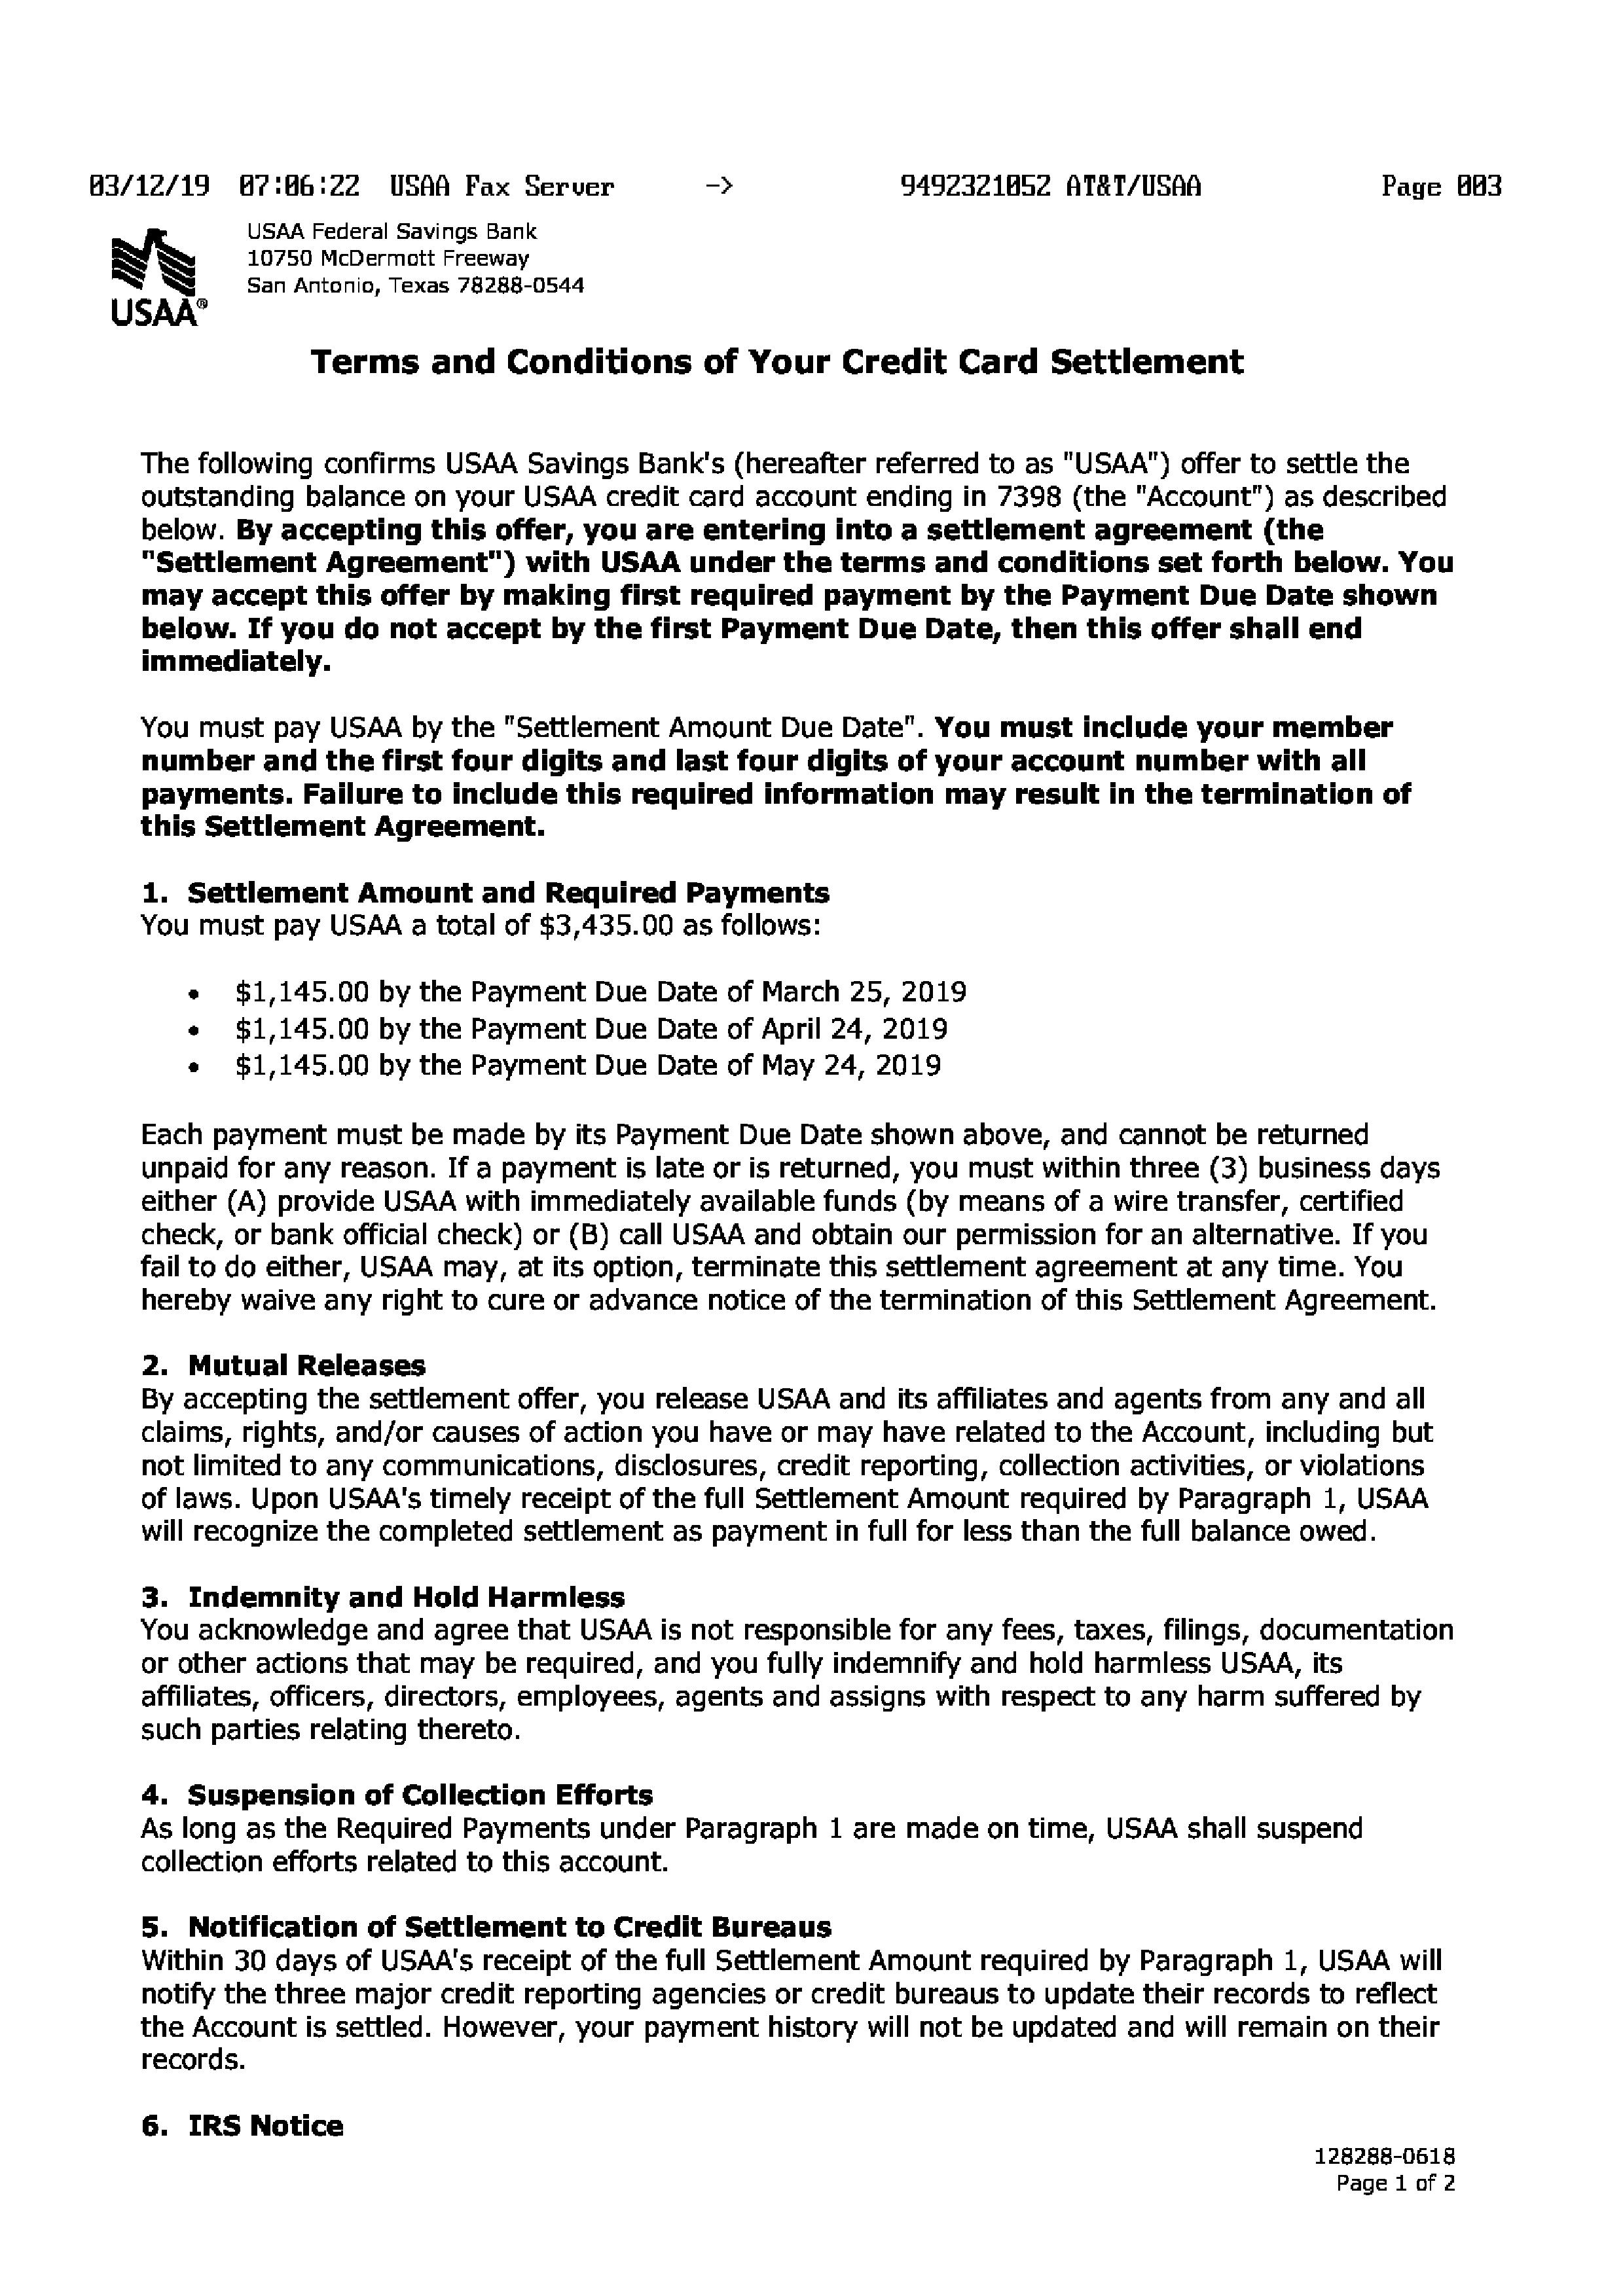 03/12/19 07:06:22 USAA Fax Server -> 9492321052 AT&T/USAA Page 003
USAA Federal Savings Bank
10750 McDermott Freeway
San Antonio, Texas 78288-0544
USAA®
Terms and Conditions of Your Credit Card Settlement
The following confirms USAA Savings Bank's (hereafter referred to as "USAA") offer to settle the
outstanding balance on your USAA credit card account ending in 7398 (the "Account") as described
below. By accepting this offer, you are entering into a settlement agreement (the
"Settlement Agreement") with USAA under the terms and conditions set forth below. You
may accept this offer by making first required payment by the Payment Due Date shown
below. If you do not accept by the first Payment Due Date, then this offer shall end
immediately.
You must pay USAA by the "Settlement Amount Due Date". You must include your member
number and the first four digits and last four digits of your account number with all
payments. Failure to include this required information may result in the termination of
this Settlement Agreement.
1. Settlement Amount and Required Payments
You must pay USAA a total of $3,435.00 as follows:
• $1,145.00 by the Payment Due Date of March 25, 2019
• $1,145.00 by the Payment Due Date of April 24, 2019
• $1,145.00 by the Payment Due Date of May 24, 2019
Each payment must be made by its Payment Due Date shown above, and cannot be returned
unpaid for any reason. If a payment is late or is returned, you must within three (3) business days
either (A) provide USAA with immediately available funds (by means of a wire transfer, certified
check, or bank official check) or (B) call USAA and obtain our permission for an alternative. If you
fail to do either, USAA may, at its option, terminate this settlement agreement at any time. You
hereby waive any right to cure or advance notice of the termination of this Settlement Agreement.
2. Mutual Releases
By accepting the settlement offer, you release USAA and its affiliates and agents from any and all
claims, rights, and/or causes of action you have or may have related to the Account, including but
not limited to any communications, disclosures, credit reporting, collection activities, or violations
of laws. Upon USAA's timely receipt of the full Settlement Amount required by Paragraph 1, USAA
will recognize the completed settlement as payment in full for less than the full balance owed.
3. Indemnity and Hold Harmless
You acknowledge and agree that USAA is not responsible for any fees, taxes, filings, documentation
or other actions that may be required, and you fully indemnify and hold harmless USAA, its
affiliates, officers, directors, employees, agents and assigns with respect to any harm suffered by
such parties relating thereto.
4. Suspension of Collection Efforts
As long as the Required Payments under Paragraph 1 are made on time, USAA shall suspend
collection efforts related to this account.
5. Notification of Settlement to Credit Bureaus
Within 30 days of USAA's receipt of the full Settlement Amount required by Paragraph 1, USAA will
notify the three major credit reporting agencies or credit bureaus to update their records to reflect
the Account is settled. However, your payment history will not be updated and will remain on their
records.
6. IRS Notice
128288-0618
Page 1 of 2